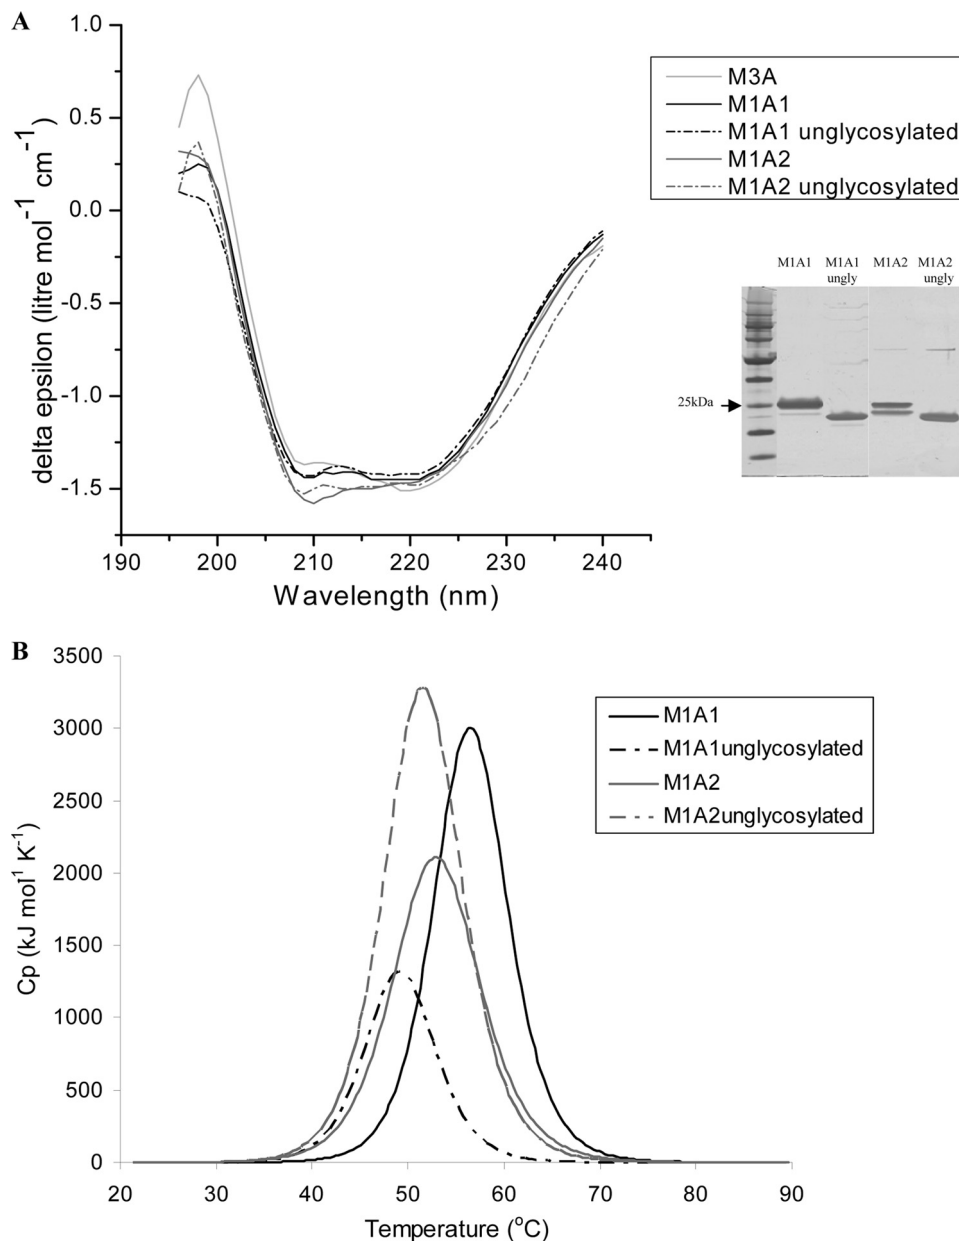 A
1.0
0.5
0.0
-0.5
-1.0
-1.5
delta epsilon (litre mol⁻¹ cm⁻¹)
190 200 210 220 230 240
Wavelength (nm)
M3A
M1A1
M1A1 unglycosylated
M1A2
M1A2 unglycosylated
M1A1 M1A1 M1A2 M1A2
ungly ungly
25kDa
B
3500
3000
2500
2000
1500
1000
500
0
Cp (kJ mol¹ K⁻¹)
20 30 40 50 60 70 80 90
Temperature (°C)
M1A1
M1A1unglycosylated
M1A2
M1A2unglycosylated